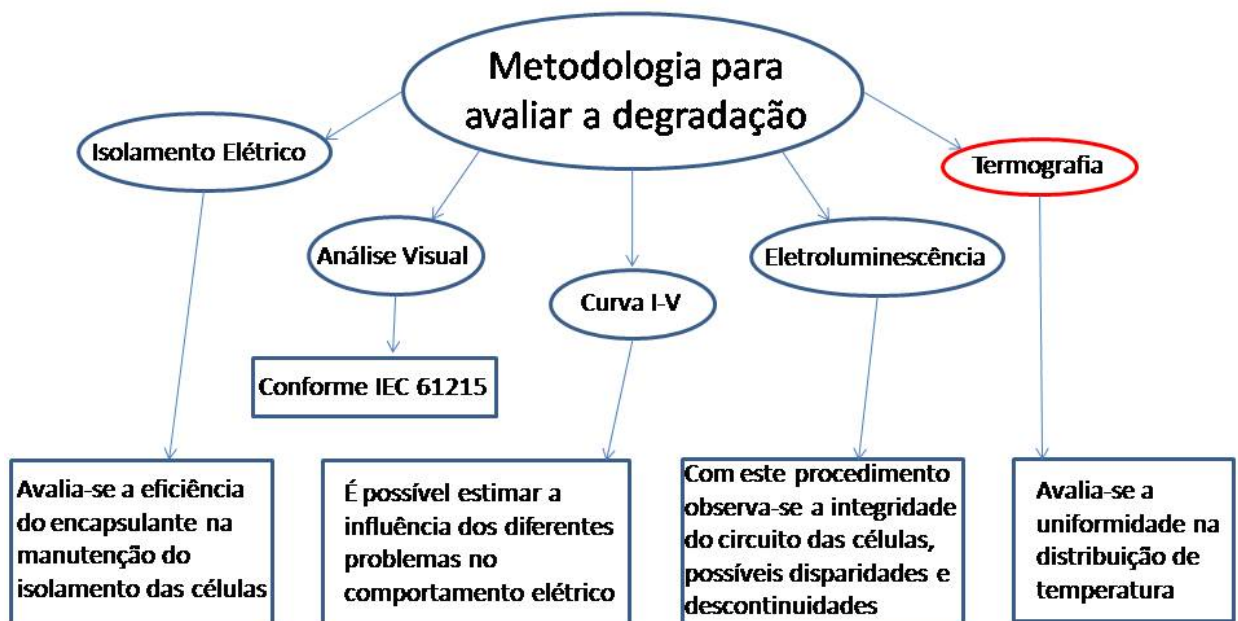 Metodologia para
avaliar a degradação
Isolamento Elétrico
Termografia
Análise Visual
Eletroluminescência
Curva I-V
Conforme IEC 61215
Avalia-se a eficiência
do encapsulante na
manutenção do
isolamento das células
É possível estimar a
influência dos diferentes
problemas no
comportamento elétrico
Com este procedimento
observa-se a integridade
do circuito das células,
possíveis disparidades e
descontinuidades
Avalia-se a
uniformidade na
distribuição de
temperatura